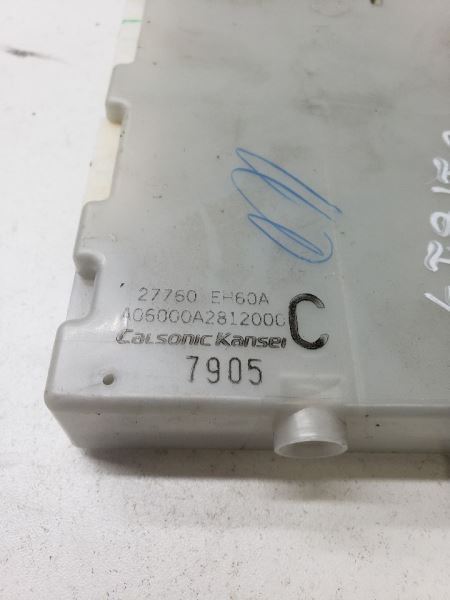 27760 EH60A
A06000A2812000 C
CALSONIC KANSEI
7905